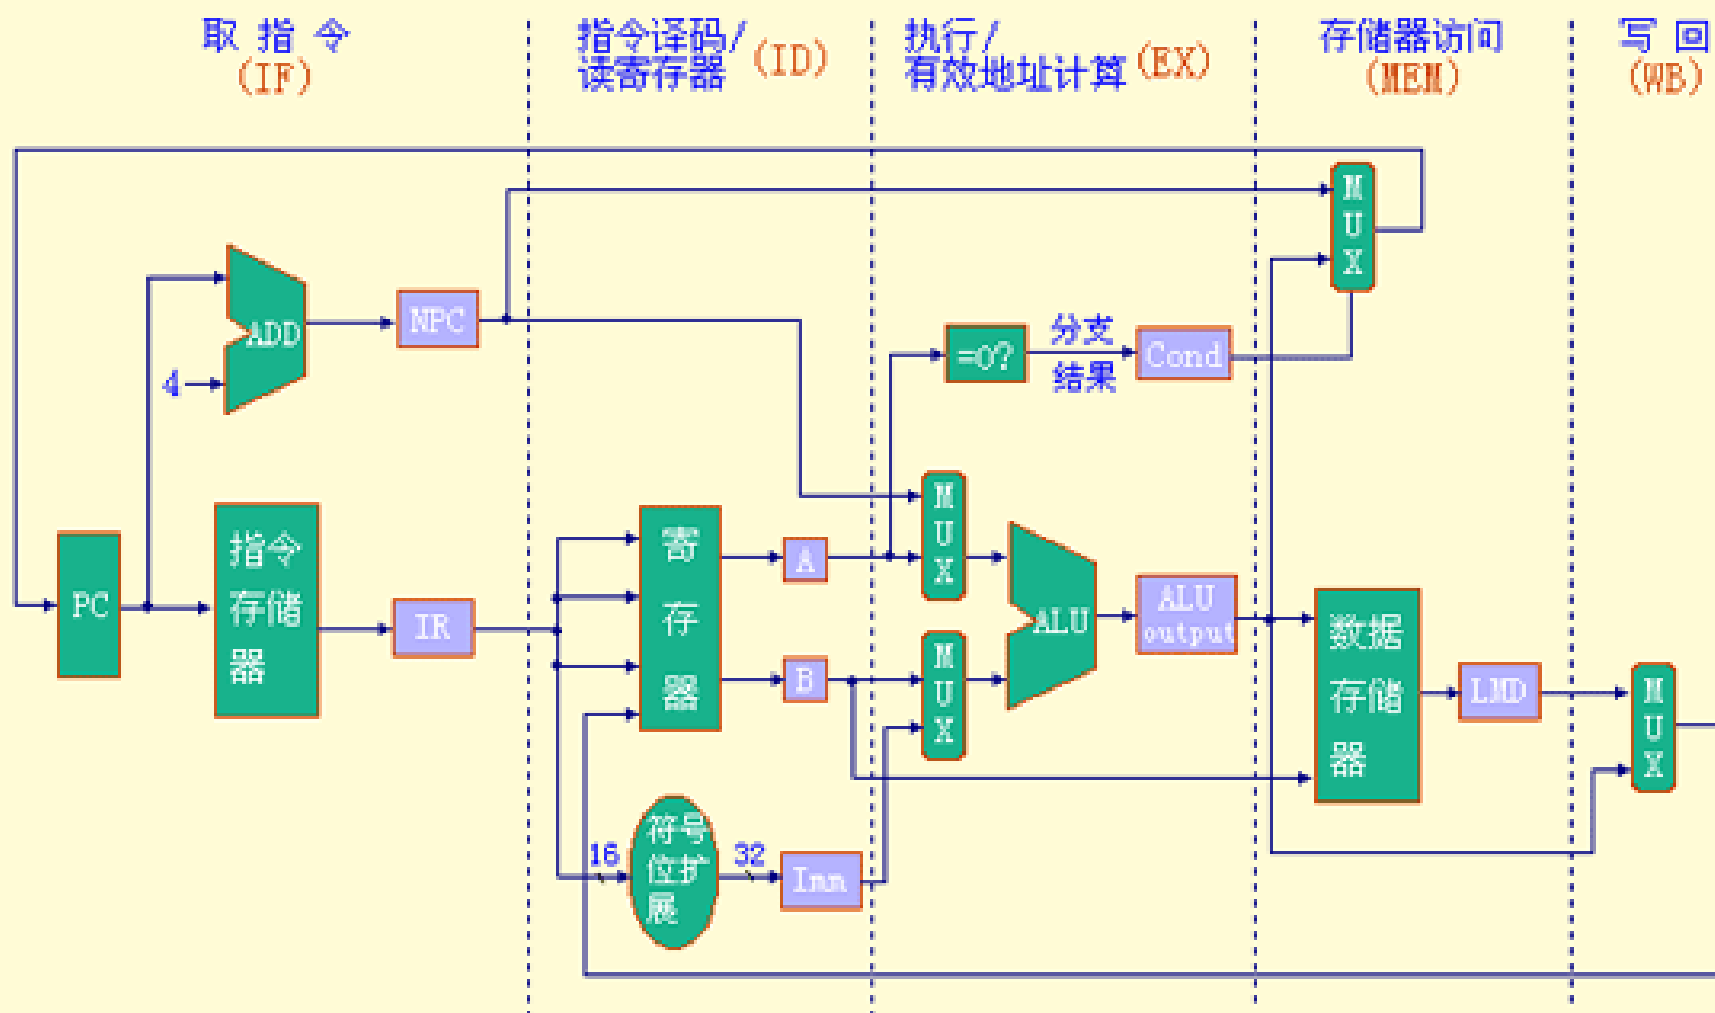 取 指 令
(IF)
指令译码/
读寄存器
(ID)
执行/
有效地址计算
(EX)
存储器访问
(MEM)
写 回
(WB)
M
U
X
ADD
NPC
4
=0?
分支
结果
Cond
PC
指令
存储
器
IR
寄
存
器
A
B
M
U
X
M
U
X
ALU
ALU
output
数据
存储
器
LMD
M
U
X
16
符号
位扩
展
32
Imm